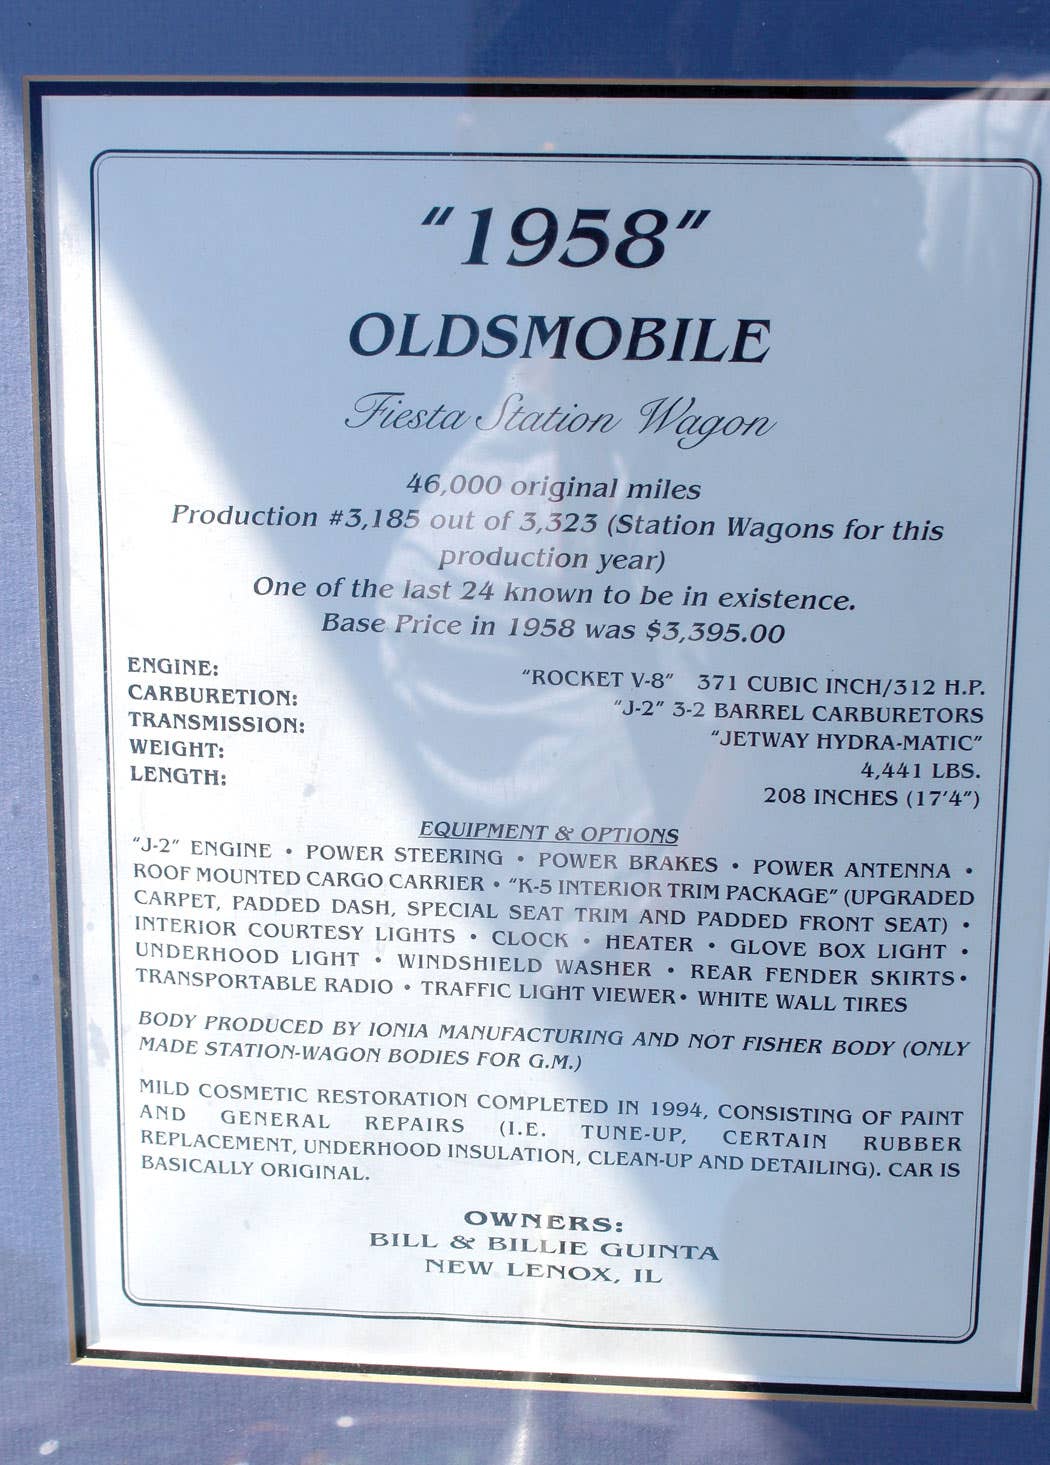 "1958"
OLDSMOBILE
Fiesta Station Wagon
46,000 original miles
Production #3,185 out of 3,323 (Station Wagons for this
production year)
One of the last 24 known to be in existence.
Base Price in 1958 was $3,395.00
ENGINE: "ROCKET V-8" 371 CUBIC INCH/312 H.P.
CARBURETION: "J-2" 3-2 BARREL CARBURETORS
TRANSMISSION: "JETWAY HYDRA-MATIC"
WEIGHT: 4,441 LBS.
LENGTH: 208 INCHES (17'4")
EQUIPMENT & OPTIONS
"J-2" ENGINE • POWER STEERING • POWER BRAKES • POWER ANTENNA •
ROOF MOUNTED CARGO CARRIER • "K-5 INTERIOR TRIM PACKAGE" (UPGRADED
CARPET, PADDED DASH, SPECIAL SEAT TRIM AND PADDED FRONT SEAT) •
INTERIOR COURTESY LIGHTS • CLOCK • HEATER • GLOVE BOX LIGHT •
UNDERHOOD LIGHT • WINDSHIELD WASHER • REAR FENDER SKIRTS•
TRANSPORTABLE RADIO • TRAFFIC LIGHT VIEWER• WHITE WALL TIRES
BODY PRODUCED BY IONIA MANUFACTURING AND NOT FISHER BODY (ONLY
MADE STATION-WAGON BODIES FOR G.M.)
MILD COSMETIC RESTORATION COMPLETED IN 1994, CONSISTING OF PAINT
AND GENERAL REPAIRS (I.E. TUNE-UP, CERTAIN RUBBER
REPLACEMENT, UNDERHOOD INSULATION, CLEAN-UP AND DETAILING). CAR IS
BASICALLY ORIGINAL.
OWNERS:
BILL & BILLIE GUINTA
NEW LENOX, IL